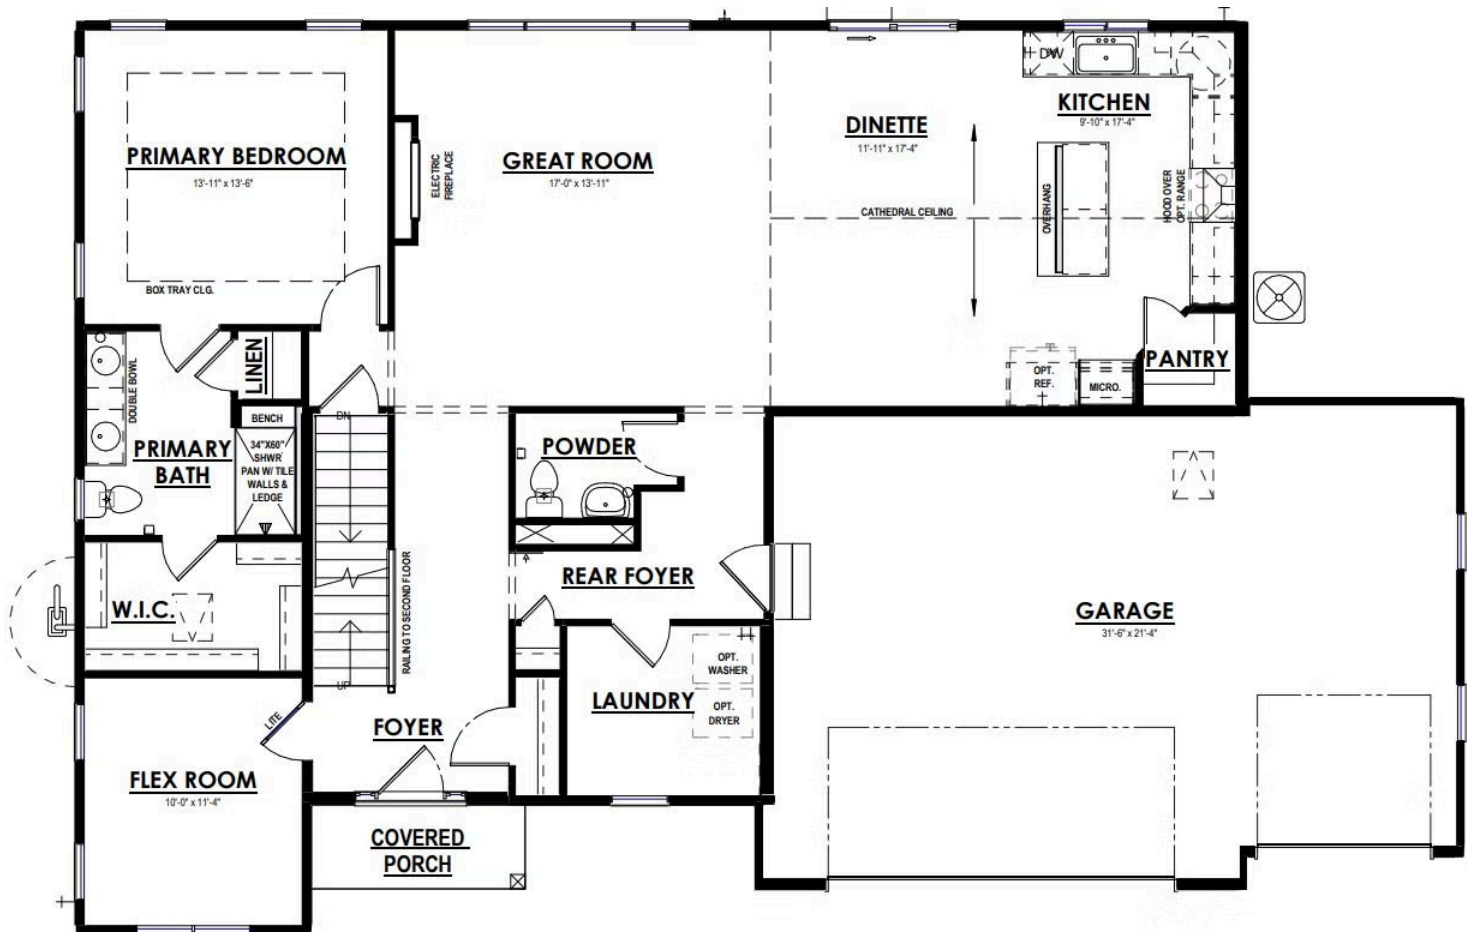 PRIMARY BEDROOM
13'-11" x 13'-6"
BOX TRAY CLG.
ELECTRIC
FIREPLACE
GREAT ROOM
17'-0" x 13'-11"
DINETTE
11'-11" x 17'-4"
CATHEDRAL CEILING
DW
KITCHEN
9'-10" x 17'-4"
OVERHANG
HOOD OVER
OPT. RANGE
PANTRY
OPT.
REF.
MICRO.
LINEN
DOUBLE BOWL
PRIMARY
BATH
BENCH
34"X60"
SHWR
PAN W/ TILE
WALLS &
LEDGE
DN
UP
RAILING TO SECOND FLOOR
POWDER
REAR FOYER
W.I.C.
GARAGE
31'-6" x 21'-4"
LAUNDRY
OPT.
WASHER
OPT.
DRYER
FOYER
LITE
FLEX ROOM
10'-0" x 11'-4"
COVERED
PORCH